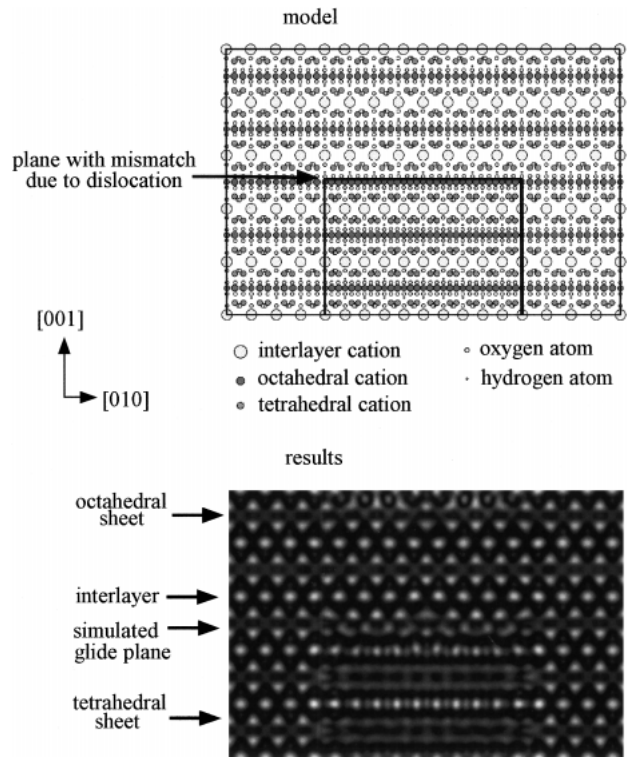 model
plane with mismatch
due to dislocation
[001]
[010]
interlayer cation
oxygen atom
octahedral cation
hydrogen atom
tetrahedral cation
results
octahedral
sheet
interlayer
simulated
glide plane
tetrahedral
sheet